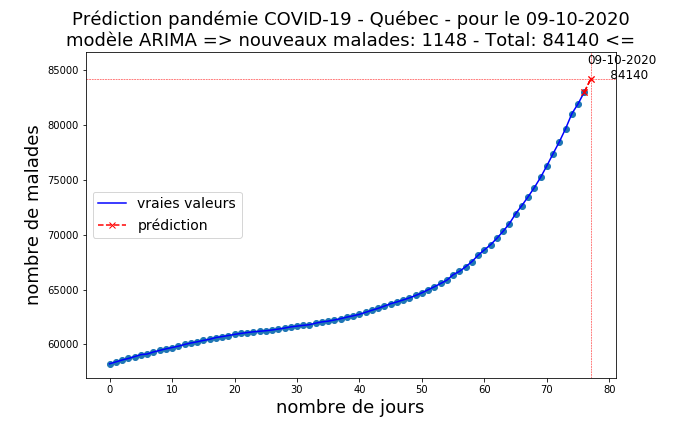 Prédiction pandémie COVID-19 - Québec - pour le 09-10-2020
modèle ARIMA => nouveaux malades: 1148 - Total: 84140 <=
09-10-2020
84140
85000
80000
75000
70000
65000
60000
nombre de malades
vraies valeurs
prédiction
0 10 20 30 40 50 60 70 80
nombre de jours